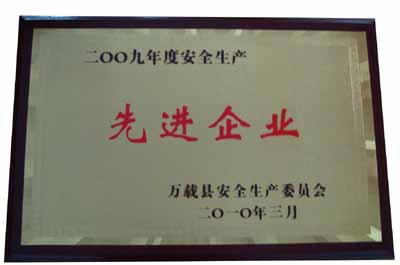 二〇〇九年度安全生产
先进企业
万载县安全生产委员会
二〇一〇年三月